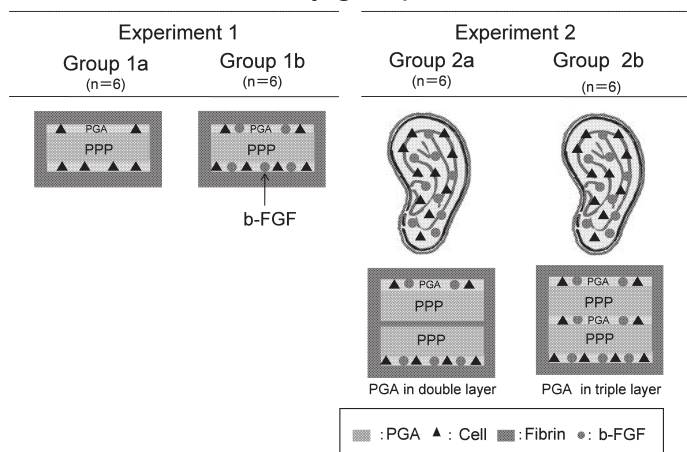 Experiment 1
Group 1a
(n=6)
Group 1b
(n=6)
PGA
PPP
PGA
PPP
b-FGF
Experiment 2
Group 2a
(n=6)
Group 2b
(n=6)
PGA
PPP
PPP
PGA in double layer
PGA
PPP
PGA
PPP
PGA in triple layer
:PGA ▲ : Cell :Fibrin : b-FGF